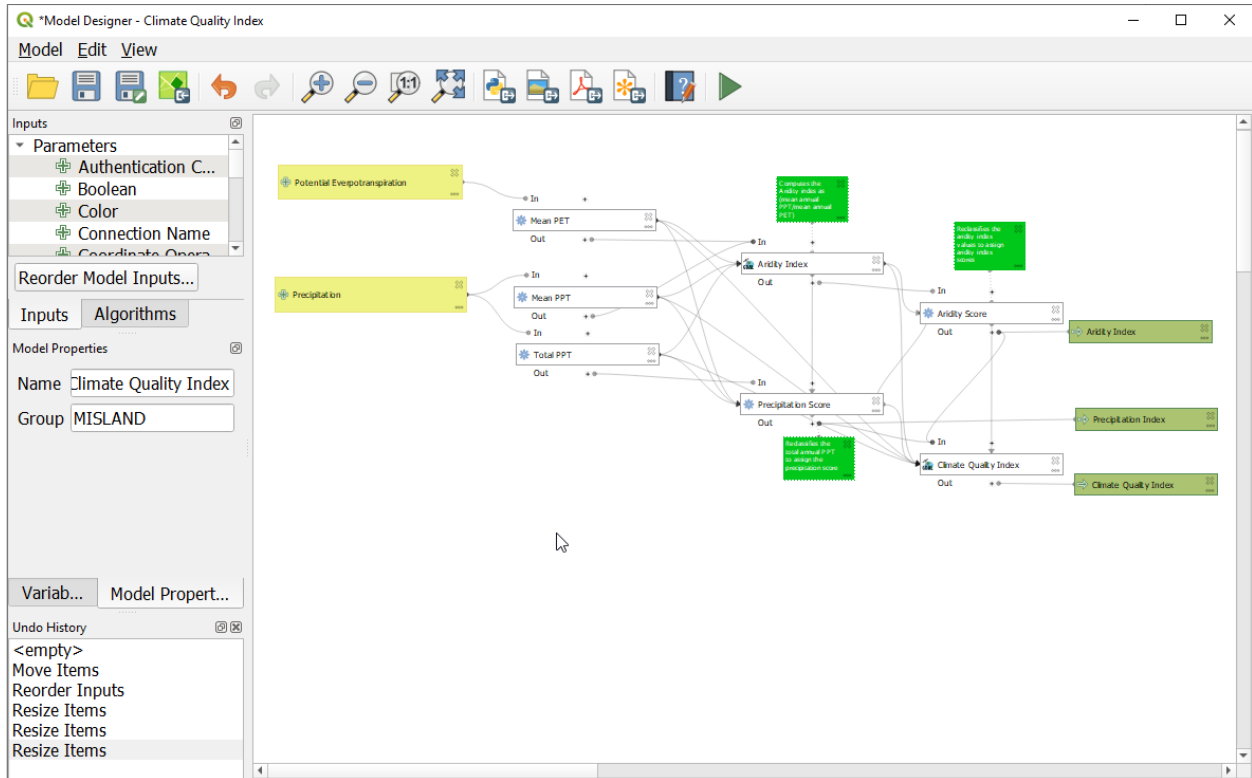 *Model Designer - Climate Quality Index
Model Edit View
1:1
Inputs
Parameters
Authentication C...
Boolean
Color
Connection Name
Coordinate Opera
Reorder Model Inputs...
Inputs Algorithms
Model Properties
Name Climate Quality Index
Group MISLAND
Variab... Model Propert...
Undo History
<empty>
Move Items
Reorder Inputs
Resize Items
Resize Items
Resize Items
Potential Everpotranspiration
In
Mean PET
Out
Precipitation
In
Mean PPT
Out
In
Total PPT
Out
Computes the
Aridity index as
(mean annual
PPT/mean annual
PET)
In
Aridity Index
Out
Reclassifies the
aridity index
values to assign
aridity index
scores
In
Aridity Score
Out
Aridity Index
In
Precipitation Score
Out
Precipitation Index
Reclassifies the
total annual PPT
to assign the
precipitation score
In
Climate Quality Index
Out
Climate Quality Index